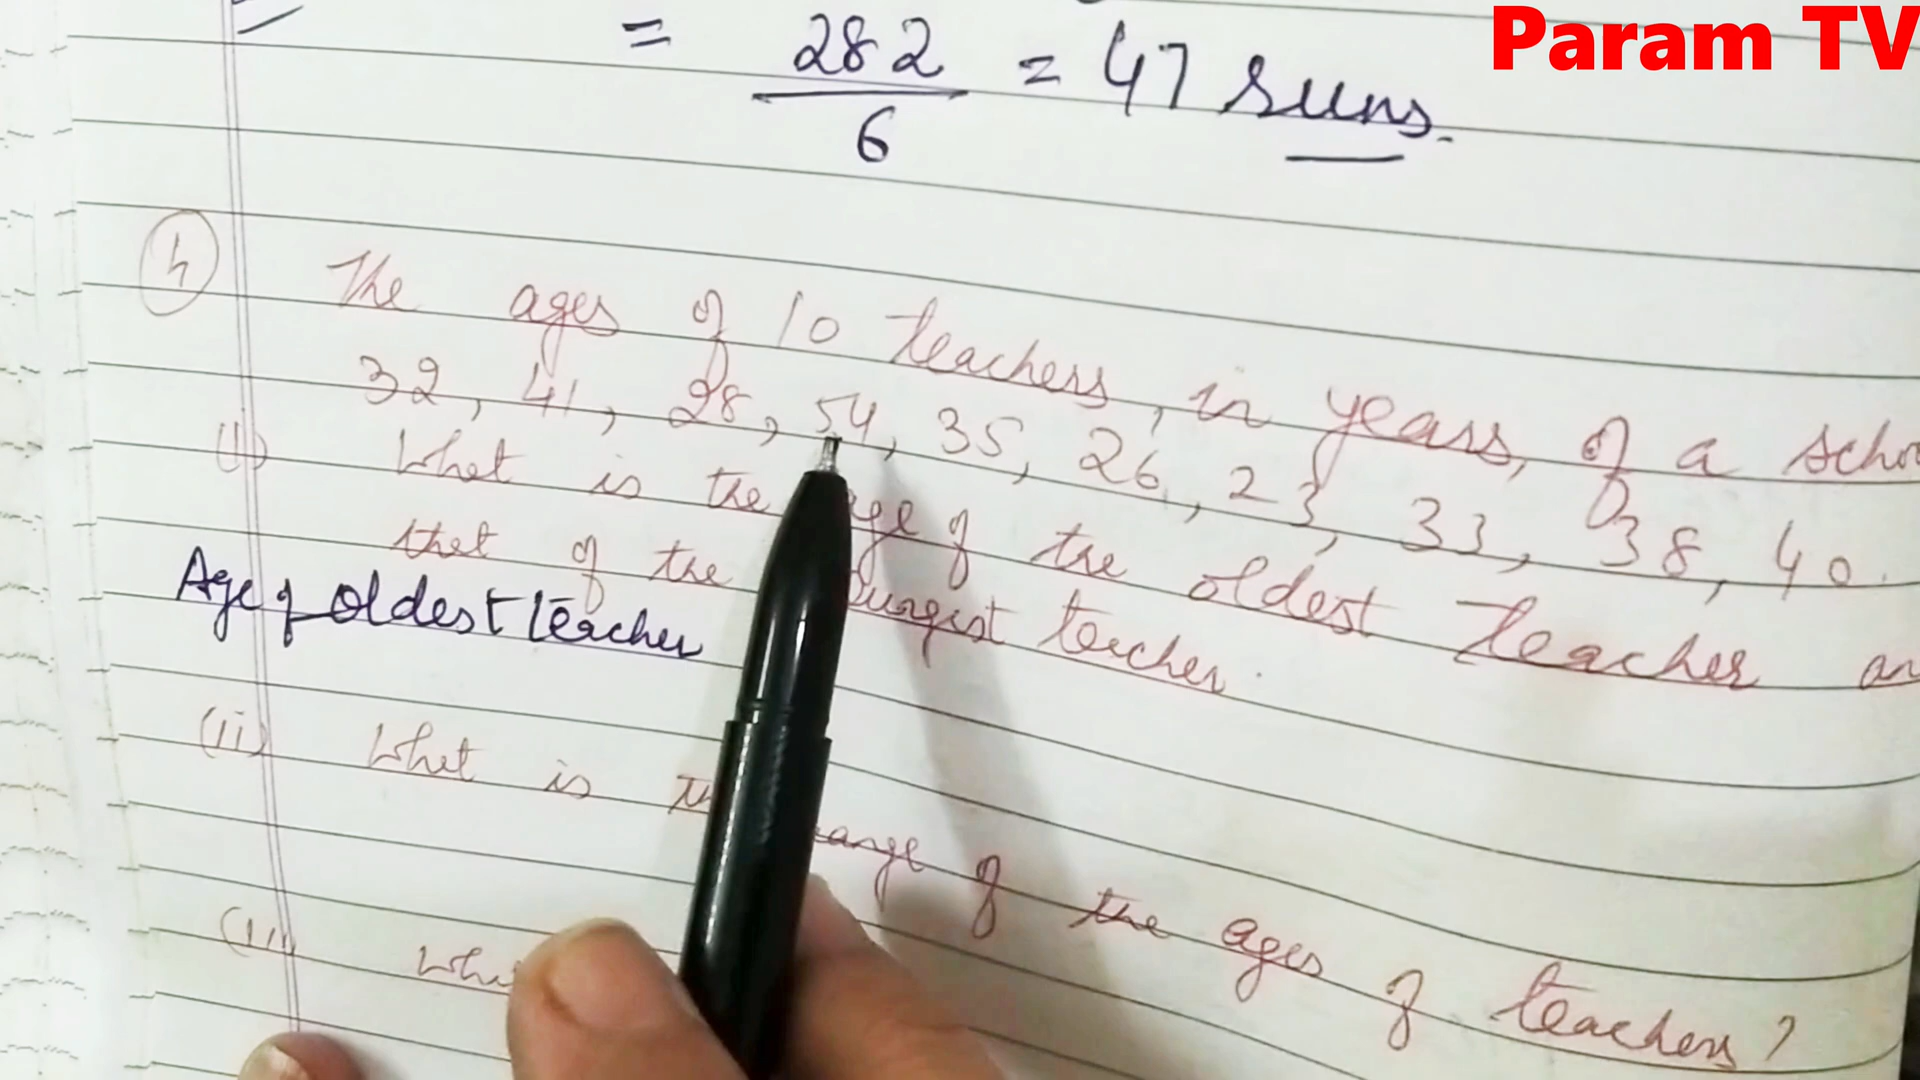 Param TV
= 282/6 = 47 runs.
4 The ages of 10 teachers, in years, of a
32, 41, 28, 54, 35, 26, 23, 33, 38, 40.
(i) What is the age of the oldest teacher
that of the teacher.
Age of oldest teacher
(ii) What is of the ages of teachers?
(iii)